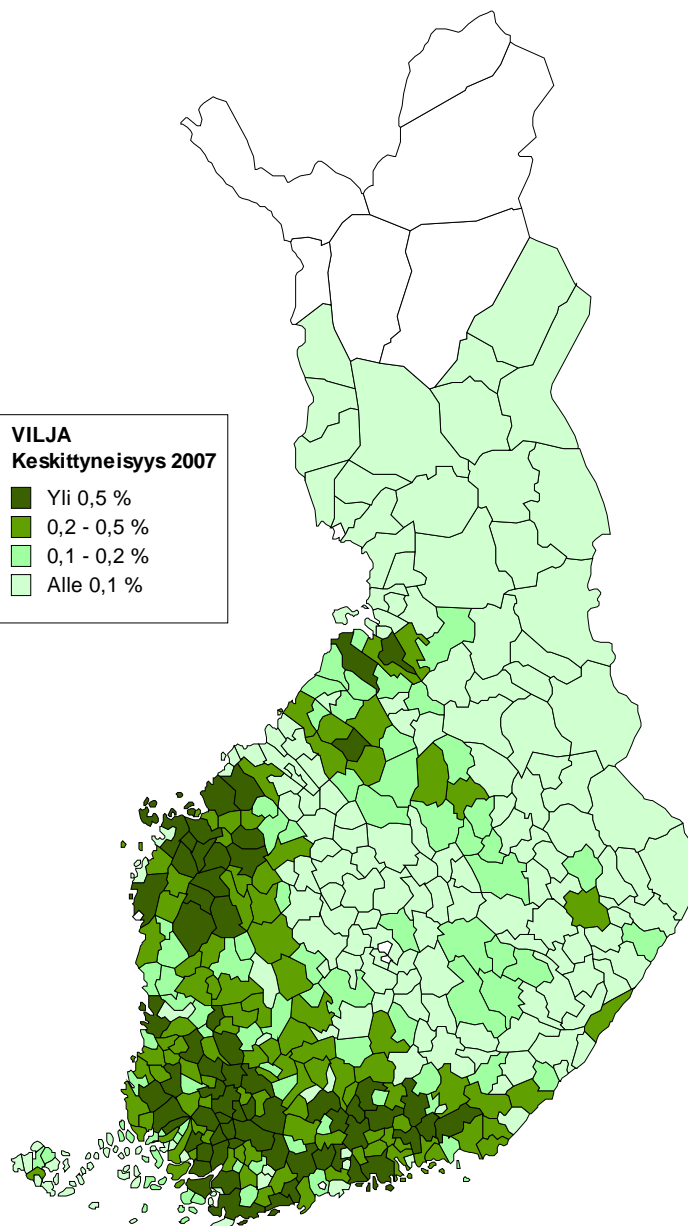 VILJA
Keskittyneisyys 2007
Yli 0,5 %
0,2 - 0,5 %
0,1 - 0,2 %
Alle 0,1 %